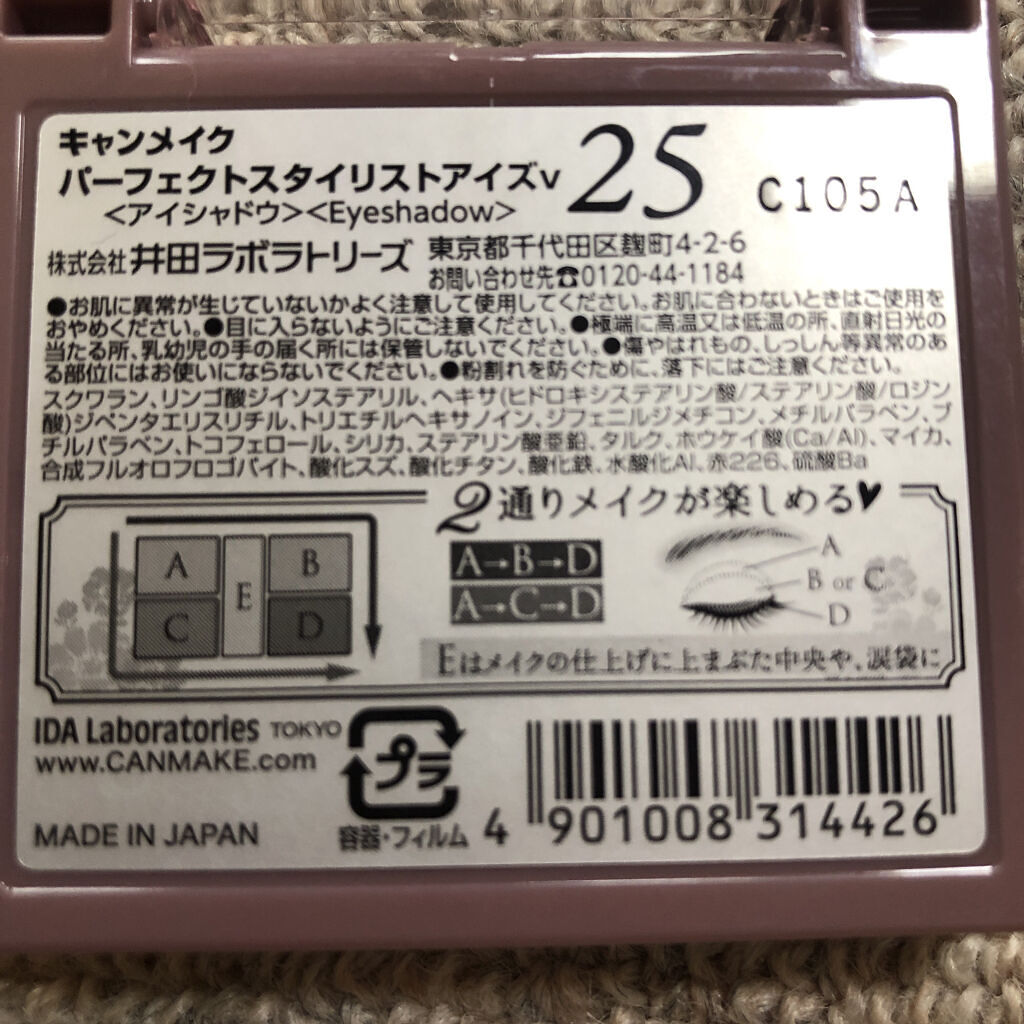 キャンメイク
パーフェクトスタイリストアイズv
25
C105A
<アイシャドウ><Eyeshadow>
株式会社 井田ラボラトリーズ
東京都千代田区麹町4-2-6
お問い合わせ先☎0120-44-1184
●お肌に異常が生じていないかよく注意して使用してください。お肌に合わないときはご使用を
おやめください。●目に入らないようにご注意ください。●極端に高温又は低温の所、直射日光の
当たる所、乳幼児の手の届く所には保管しないでください。●傷やはれもの、しっしん等異常のあ
る部位にはお使いにならないでください。●粉割れを防ぐために、落下にはご注意ください。
スクワラン、リンゴ酸ジイソステアリル、ヘキサ(ヒドロキシステアリン酸/ステアリン酸/ロジン
酸)ジペンタエリスリチル、トリエチルヘキサノイン、ジフェニルジメチコン、メチルパラベン、ブ
チルパラベン、トコフェロール、シリカ、ステアリン酸亜鉛、タルク、ホウケイ酸(Ca/Al)、マイカ、
合成フルオロフロゴパイト、酸化スズ、酸化チタン、酸化鉄、水酸化Al、赤226、硫酸Ba
2通りメイクが楽しめる♥
A B
E
C D
A→B→D
A→C→D
A
B or C
D
Eはメイクの仕上げに上まぶた中央や、涙袋に
IDA Laboratories TOKYO
www.CANMAKE.com
MADE IN JAPAN
プラ
容器・フィルム
4 901008 314426